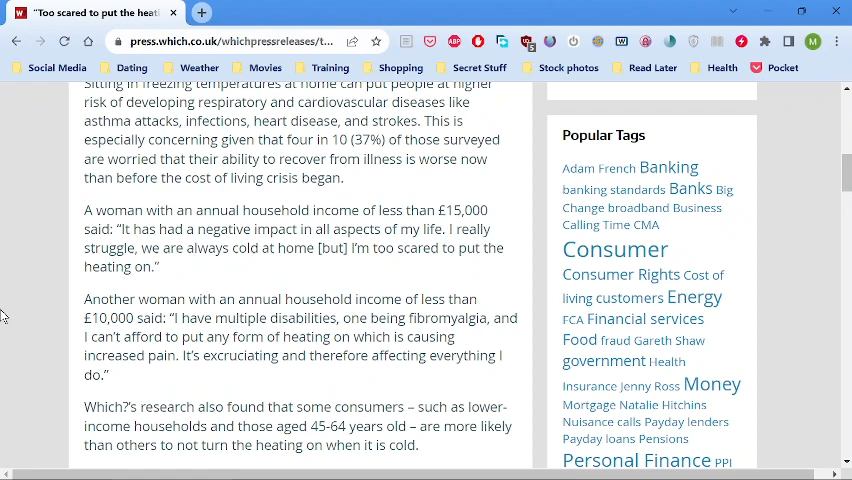 "Too scared to put the heati
press.which.co.uk/whichpressreleases/t...
ABP
5
W
M
Social Media
Dating
Weather
Movies
Training
Shopping
Secret Stuff
Stock photos
Read Later
Health
Pocket
Sitting in freezing temperatures at home can put people at higher
risk of developing respiratory and cardiovascular diseases like
asthma attacks, infections, heart disease, and strokes. This is
especially concerning given that four in 10 (37%) of those surveyed
are worried that their ability to recover from illness is worse now
than before the cost of living crisis began.
A woman with an annual household income of less than £15,000
said: “It has had a negative impact in all aspects of my life. I really
struggle, we are always cold at home [but] I’m too scared to put the
heating on.”
Another woman with an annual household income of less than
£10,000 said: “I have multiple disabilities, one being fibromyalgia, and
I can’t afford to put any form of heating on which is causing
increased pain. It’s excruciating and therefore affecting everything I
do.”
Which?’s research also found that some consumers – such as lower-
income households and those aged 45-64 years old – are more likely
than others to not turn the heating on when it is cold.
Popular Tags
Adam French Banking
banking standards Banks Big
Change broadband Business
Calling Time CMA
Consumer
Consumer Rights Cost of
living customers Energy
FCA Financial services
Food fraud Gareth Shaw
government Health
Insurance Jenny Ross Money
Mortgage Natalie Hitchins
Nuisance calls Payday lenders
Payday loans Pensions
Personal Finance PPI